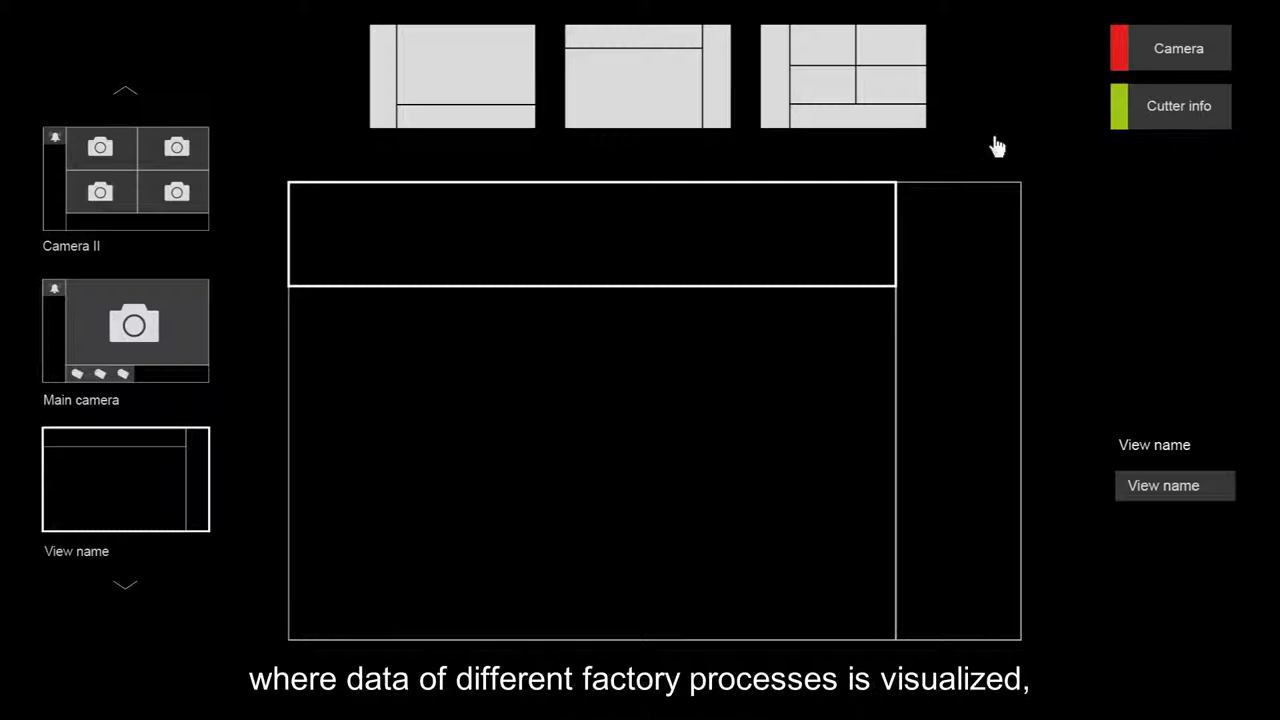 Camera
Cutter info
Camera II
Main camera
View name
View name
View name
where data of different factory processes is visualized,